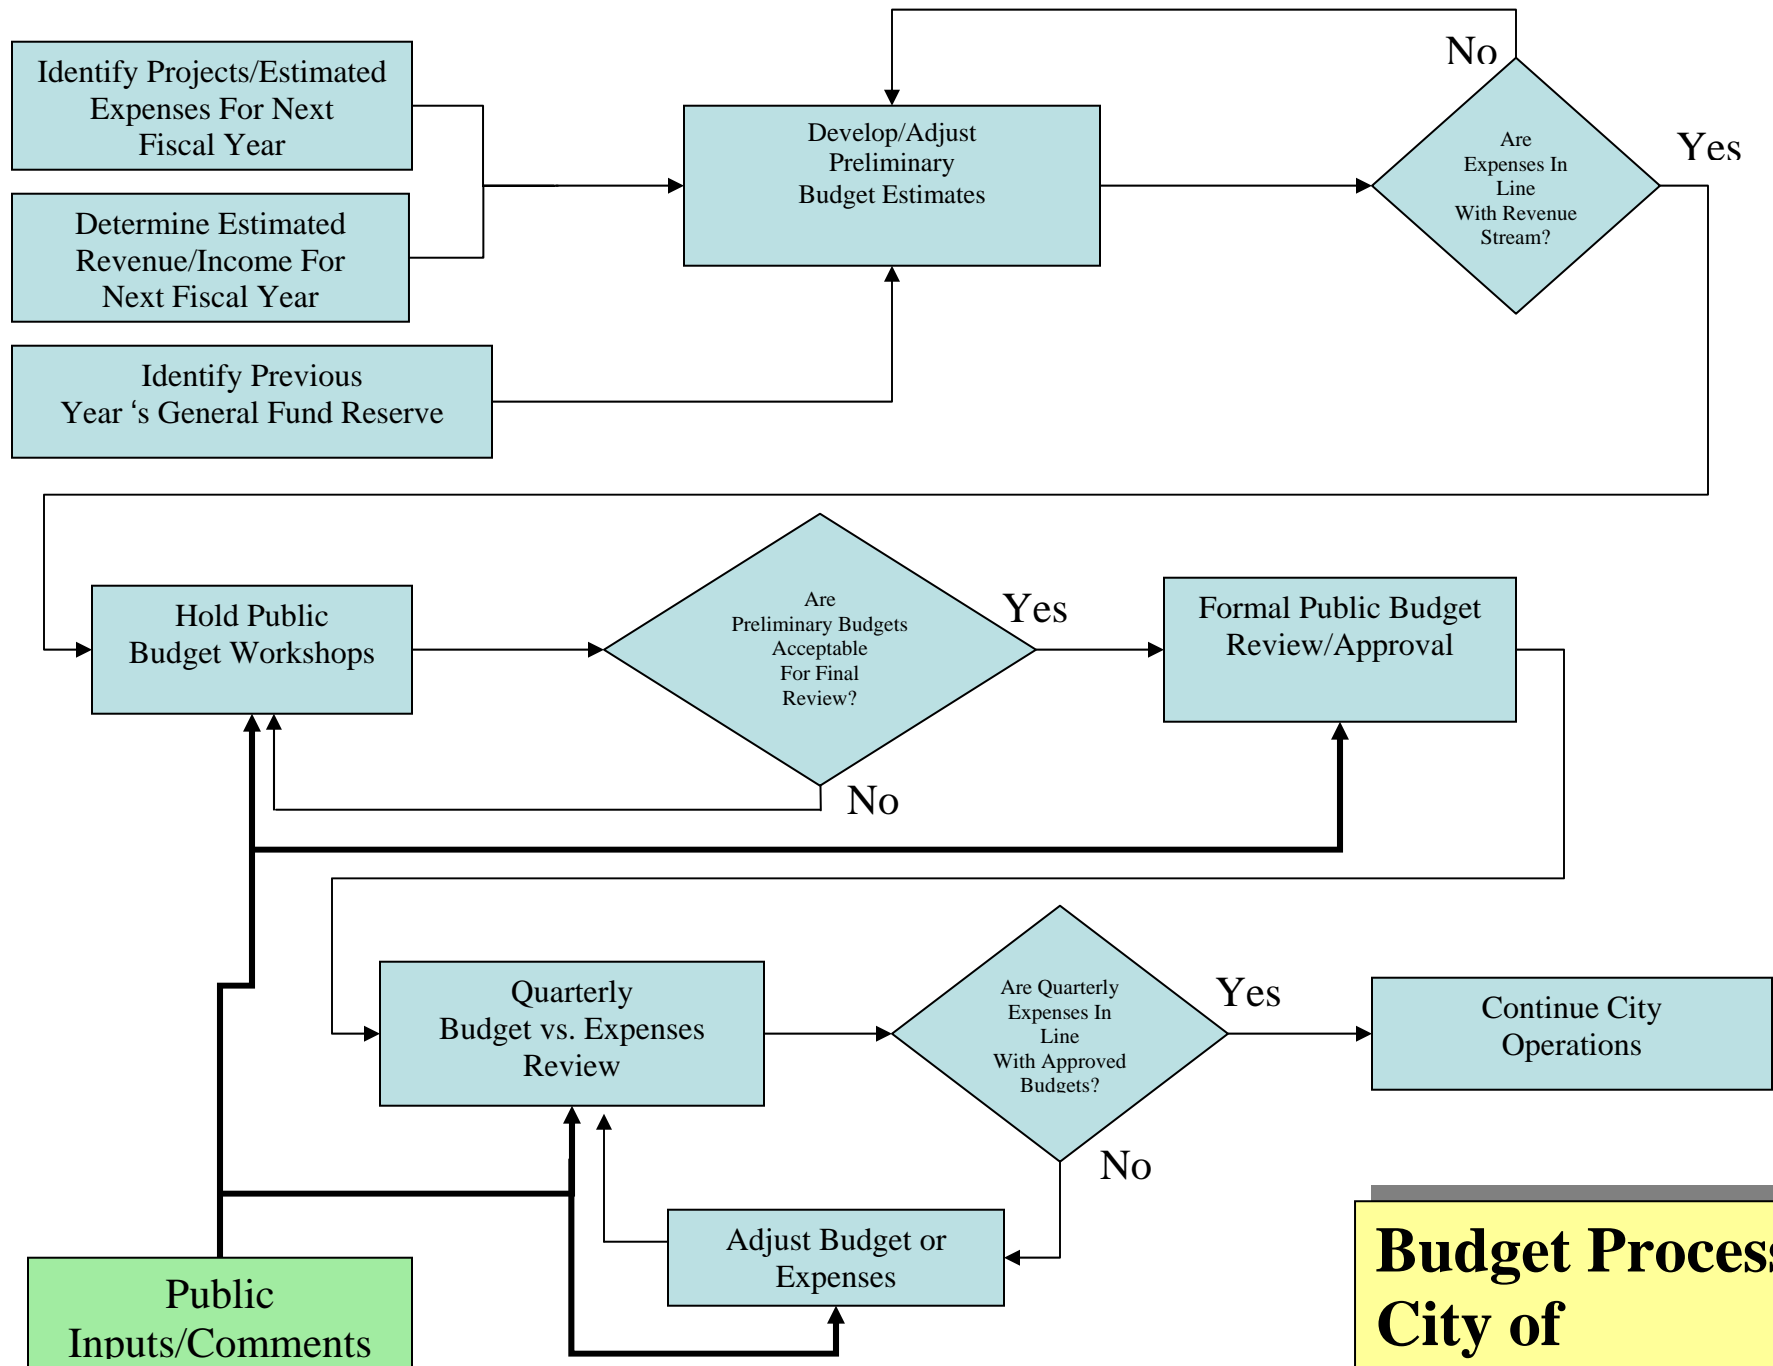 Identify Projects/Estimated
Expenses For Next
Fiscal Year
Determine Estimated
Revenue/Income For
Next Fiscal Year
Identify Previous
Year ‘s General Fund Reserve
Develop/Adjust
Preliminary
Budget Estimates
No
Are
Expenses In
Line
With Revenue
Stream?
Yes
Hold Public
Budget Workshops
Are
Preliminary Budgets
Acceptable
For Final
Review?
Yes
No
Formal Public Budget
Review/Approval
Quarterly
Budget vs. Expenses
Review
Are Quarterly
Expenses In
Line
With Approved
Budgets?
Yes
No
Continue City
Operations
Adjust Budget or
Expenses
Public
Inputs/Comments
Budget Process
City of